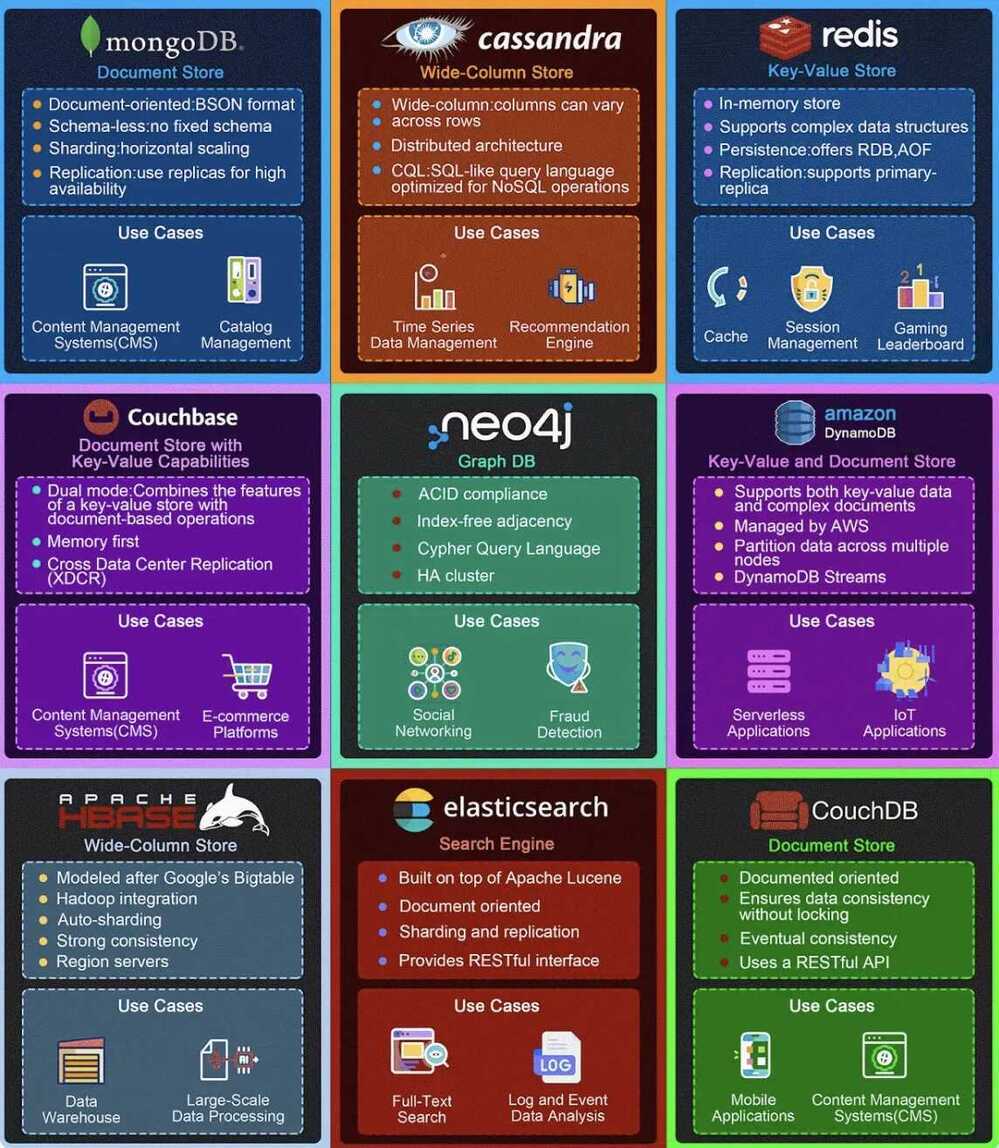 mongoDB.
Document Store
Document-oriented:BSON format
Schema-less:no fixed schema
Sharding:horizontal scaling
Replication:use replicas for high
availability
Use Cases
Content Management
Systems(CMS)
Catalog
Management
cassandra
Wide-Column Store
Wide-column:columns can vary
across rows
Distributed architecture
CQL:SQL-like query language
optimized for NoSQL operations
Use Cases
Time Series
Data Management
Recommendation
Engine
redis
Key-Value Store
In-memory store
Supports complex data structures
Persistence:offers RDB,AOF
Replication:supports primary-
replica
Use Cases
2 1
Cache
Session
Management
Gaming
Leaderboard
Couchbase
Document Store with
Key-Value Capabilities
Dual mode:Combines the features
of a key-value store with
document-based operations
Memory first
Cross Data Center Replication
(XDCR)
Use Cases
Content Management
Systems(CMS)
E-commerce
Platforms
neo4j
Graph DB
ACID compliance
Index-free adjacency
Cypher Query Language
HA cluster
Use Cases
Social
Networking
Fraud
Detection
amazon
DynamoDB
Key-Value and Document Store
Supports both key-value data
and complex documents
Managed by AWS
Partition data across multiple
nodes
DynamoDB Streams
Use Cases
Serverless
Applications
IoT
Applications
APACHE
HBASE
Wide-Column Store
Modeled after Google's Bigtable
Hadoop integration
Auto-sharding
Strong consistency
Region servers
Use Cases
Data
Warehouse
AI
Large-Scale
Data Processing
elasticsearch
Search Engine
Built on top of Apache Lucene
Document oriented
Sharding and replication
Provides RESTful interface
Use Cases
Full-Text
Search
LOG
Log and Event
Data Analysis
CouchDB
Document Store
Documented oriented
Ensures data consistency
without locking
Eventual consistency
Uses a RESTful API
Use Cases
Mobile
Applications
Content Management
Systems(CMS)